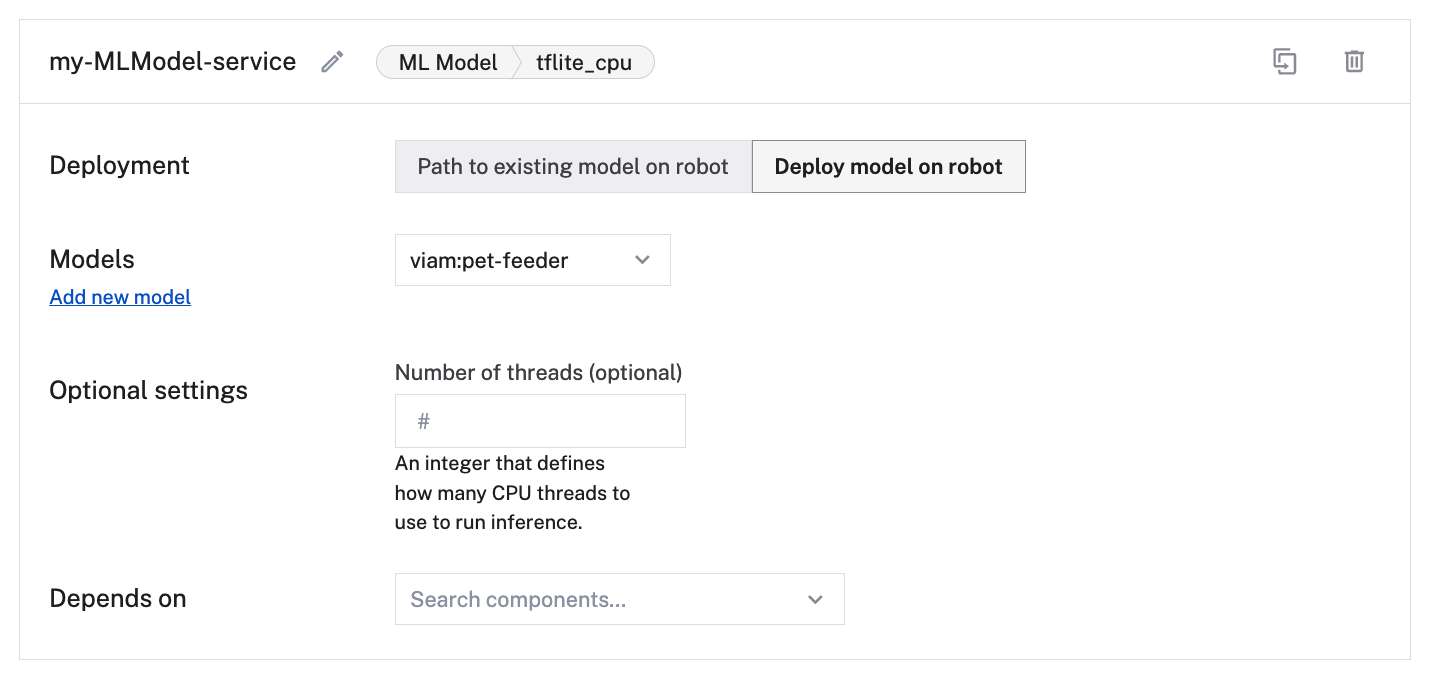 my-MLModel-service
ML Model
tflite_cpu
Deployment
Path to existing model on robot
Deploy model on robot
Models
viam:pet-feeder
Add new model
Optional settings
Number of threads (optional)
#
An integer that defines
how many CPU threads to
use to run inference.
Depends on
Search components...